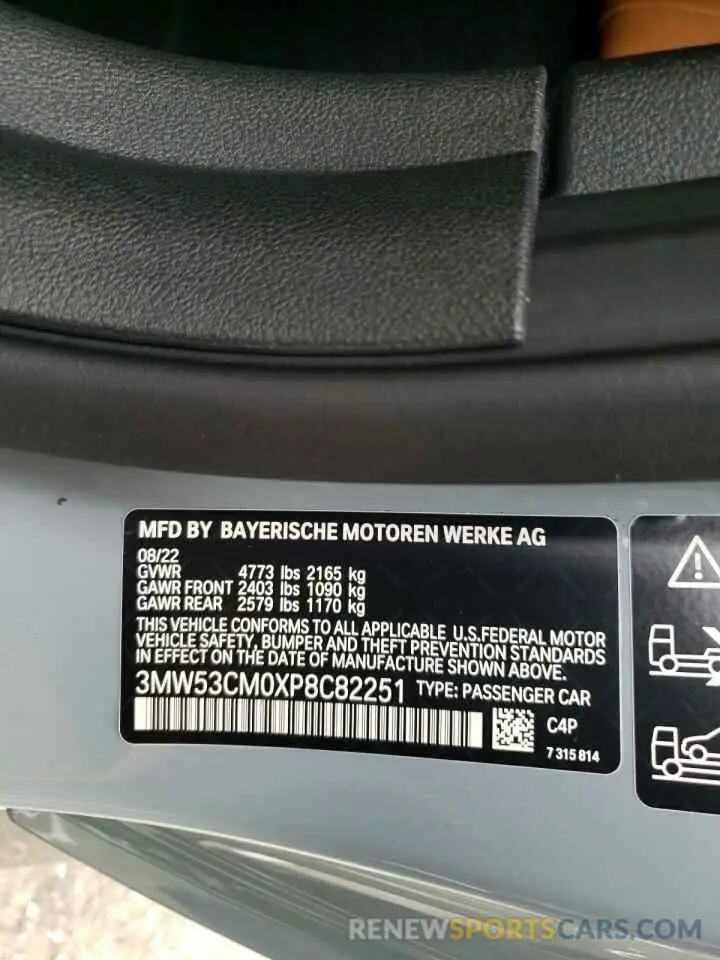 MFD BY BAYERISCHE MOTOREN WERKE AG
08/22
GVWR 4773 lbs 2165 kg
GAWR FRONT 2403 lbs 1090 kg
GAWR REAR 2579 lbs 1170 kg
THIS VEHICLE CONFORMS TO ALL APPLICABLE U.S.FEDERAL MOTOR
VEHICLE SAFETY, BUMPER AND THEFT PREVENTION STANDARDS
IN EFFECT ON THE DATE OF MANUFACTURE SHOWN ABOVE.
3MW53CM0XP8C82251 TYPE: PASSENGER CAR
C4P
7 315 814
RENEWSPORTSCARS.COM